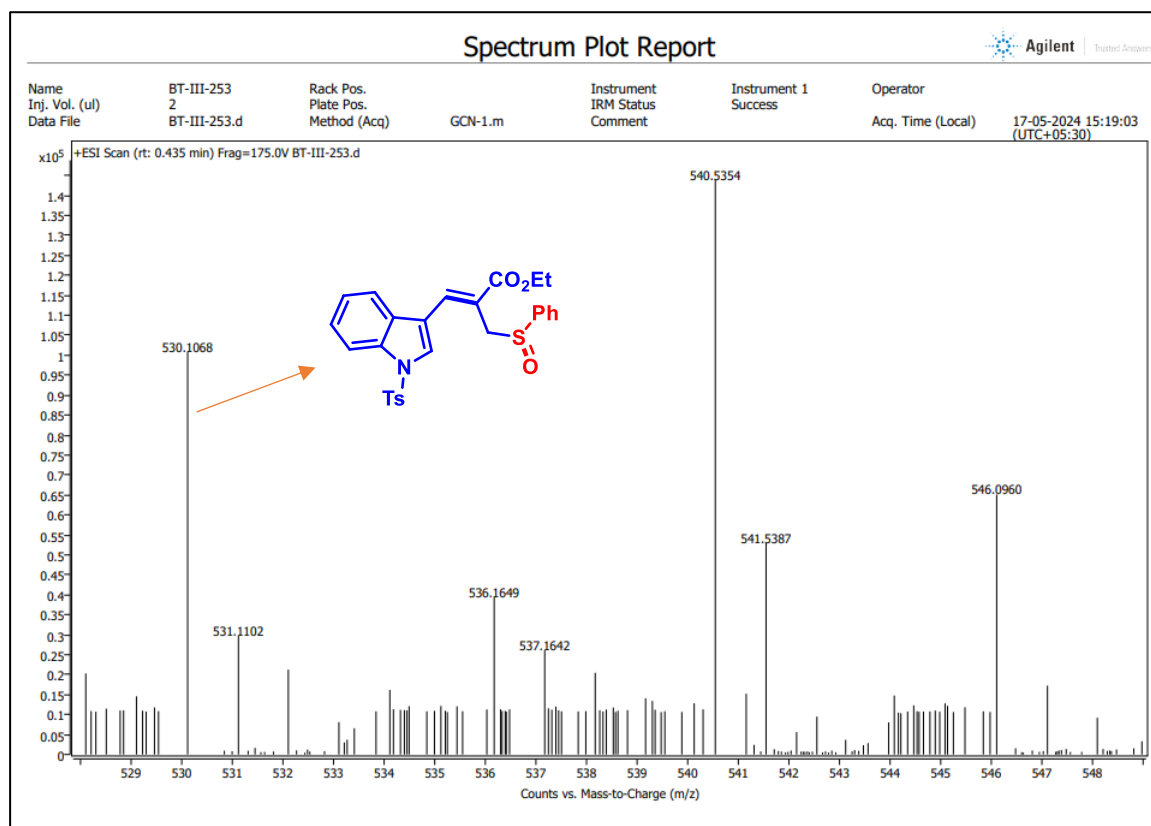 Spectrum Plot Report
Agilent Trusted Answers
Name BT-III-253 Rack Pos. Instrument Instrument 1 Operator
Inj. Vol. (ul) 2 Plate Pos. IRM Status Success
Data File BT-III-253.d Method (Acq) GCN-1.m Comment Acq. Time (Local) 17-05-2024 15:19:03
(UTC+05:30)
x10⁵ +ESI Scan (rt: 0.435 min) Frag=175.0V BT-III-253.d
540.5354
1.4
1.35
1.3
1.25
CO₂Et
1.2
1.15
Ph
1.1
1.05
S
530.1068
1
O
0.95
N
0.9
Ts
0.85
0.8
0.75
0.7
546.0960
0.65
0.6
0.55
541.5387
0.5
0.45
536.1649
0.4
0.35
531.1102
0.3
537.1642
0.25
0.2
0.15
0.1
0.05
0
529 530 531 532 533 534 535 536 537 538 539 540 541 542 543 544 545 546 547 548
Counts vs. Mass-to-Charge (m/z)